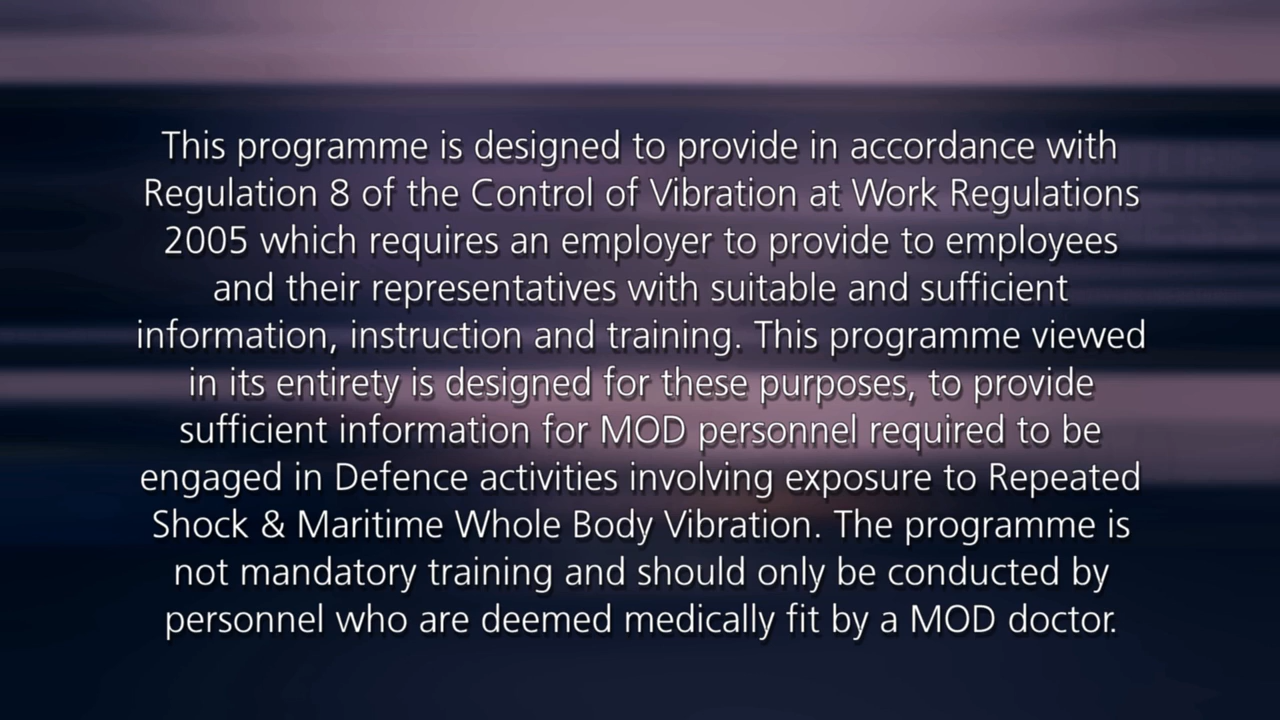 This programme is designed to provide in accordance with
Regulation 8 of the Control of Vibration at Work Regulations
2005 which requires an employer to provide to employees
and their representatives with suitable and sufficient
information, instruction and training. This programme viewed
in its entirety is designed for these purposes, to provide
sufficient information for MOD personnel required to be
engaged in Defence activities involving exposure to Repeated
Shock & Maritime Whole Body Vibration. The programme is
not mandatory training and should only be conducted by
personnel who are deemed medically fit by a MOD doctor.